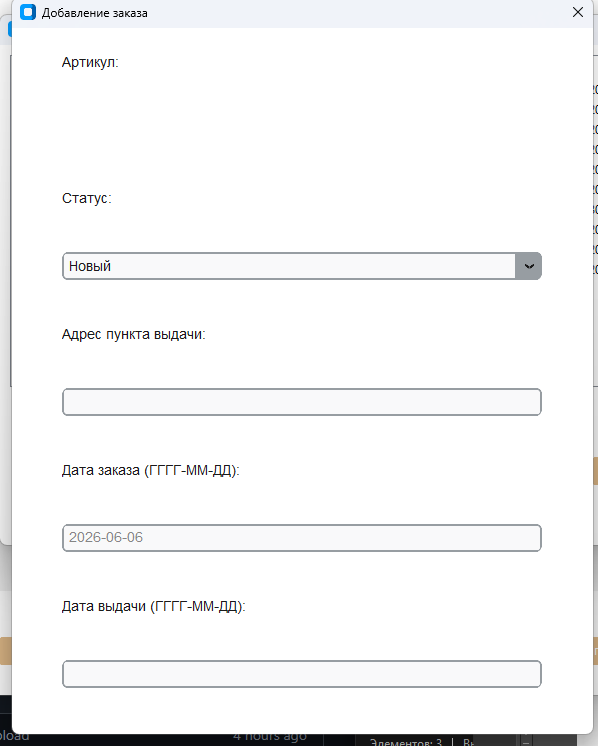 Добавление заказа
Артикул:
Статус:
Новый
Адрес пункта выдачи:
Дата заказа (ГГГГ-ММ-ДД):
2026-06-06
Дата выдачи (ГГГГ-ММ-ДД):
4 hours ago
Элементов: 3